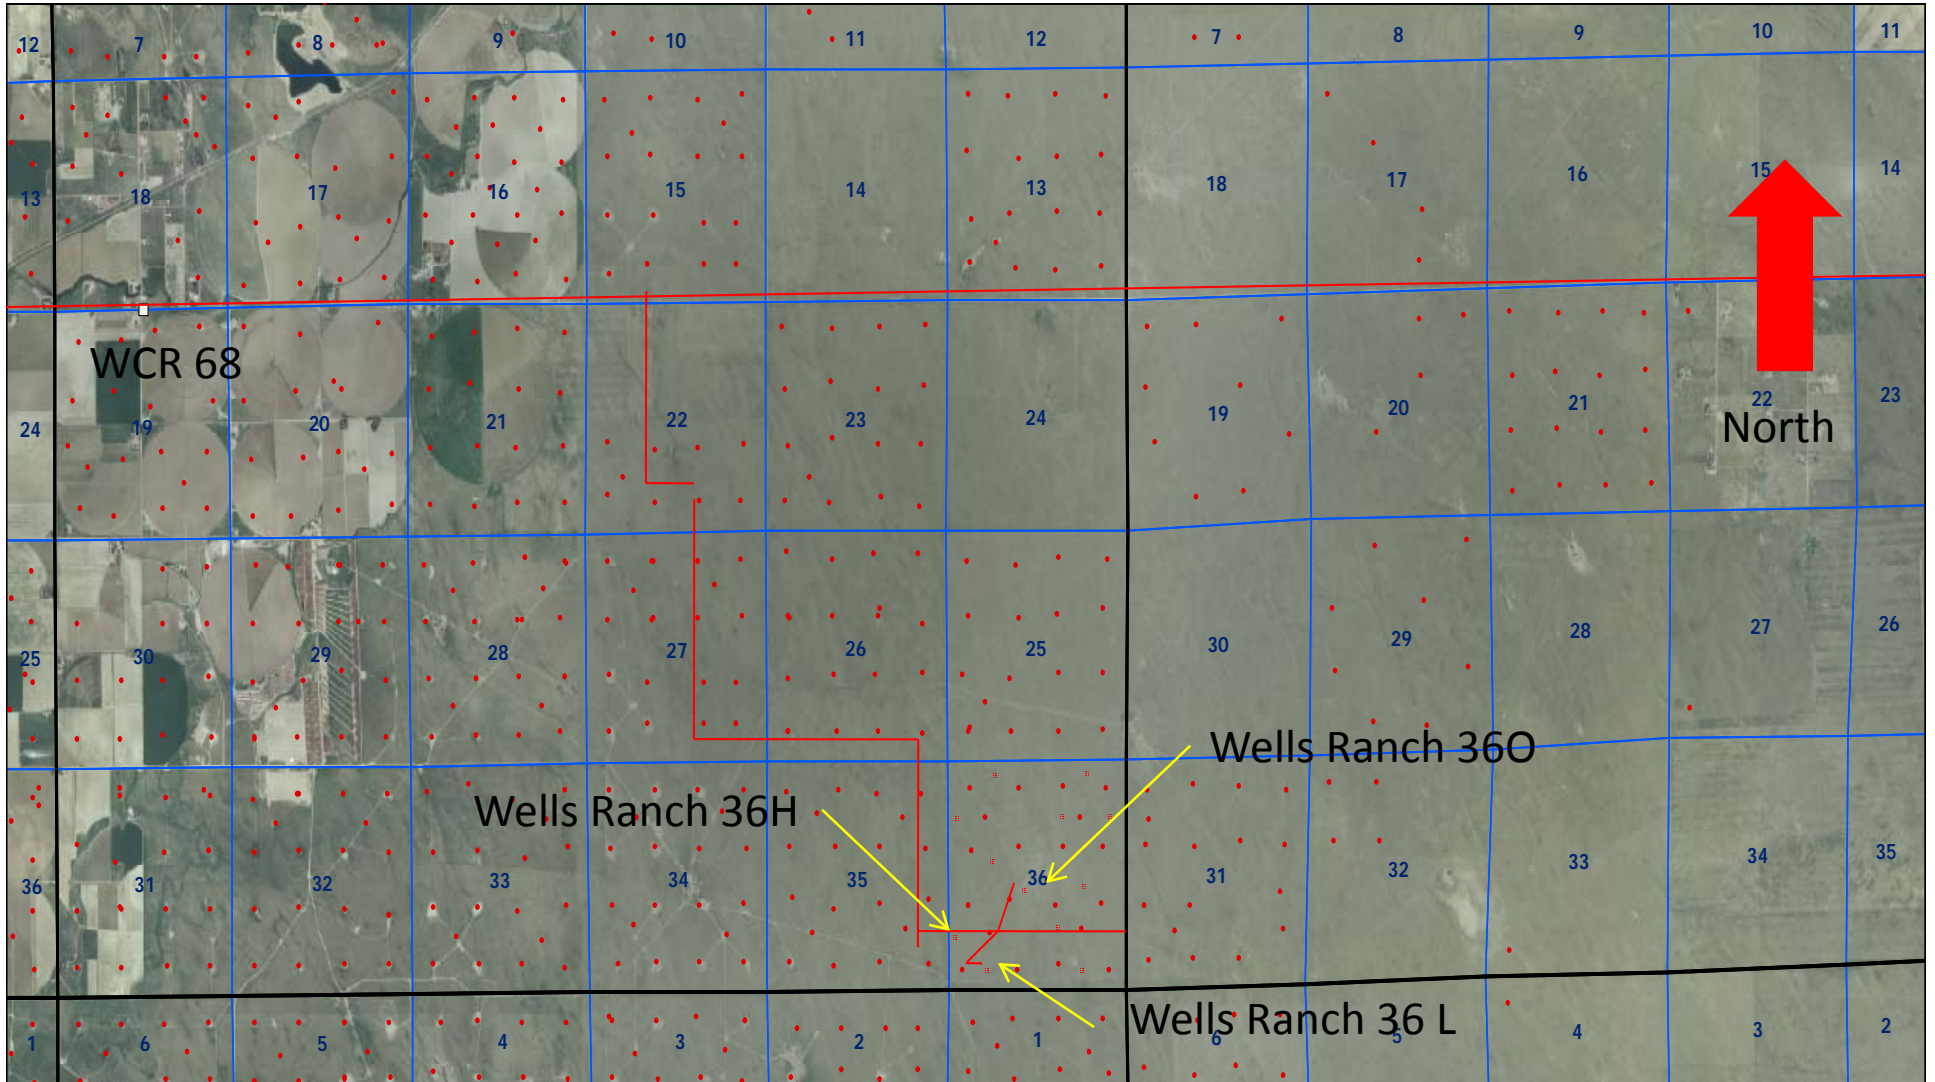 12 7 8 9 10 11 12 7 8 9 10 11
13 18 17 16 15 14 13 18 17 16 15 14
WCR 68
24 19 20 21 22 23 24 19 20 21 22 23
North
25 30 29 28 27 26 25 30 29 28 27 26
Wells Ranch 36O
Wells Ranch 36H
36 31 32 33 34 35 36 31 32 33 34 35
Wells Ranch 36 L
1 6 5 4 3 2 1 6 5 4 3 2